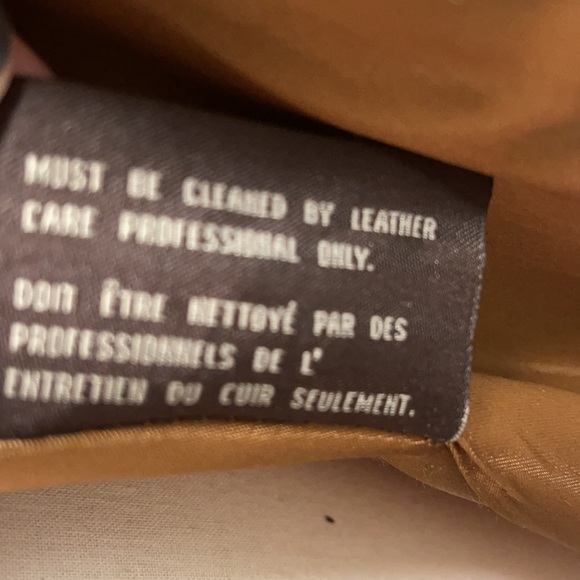 MUST BE CLEANED BY LEATHER
CARE PROFESSIONAL ONLY.
DOIT ÊTRE NETTOYÉ PAR DES
PROFESSIONNELS DE L'
ENTRETIEN DU CUIR SEULEMENT.